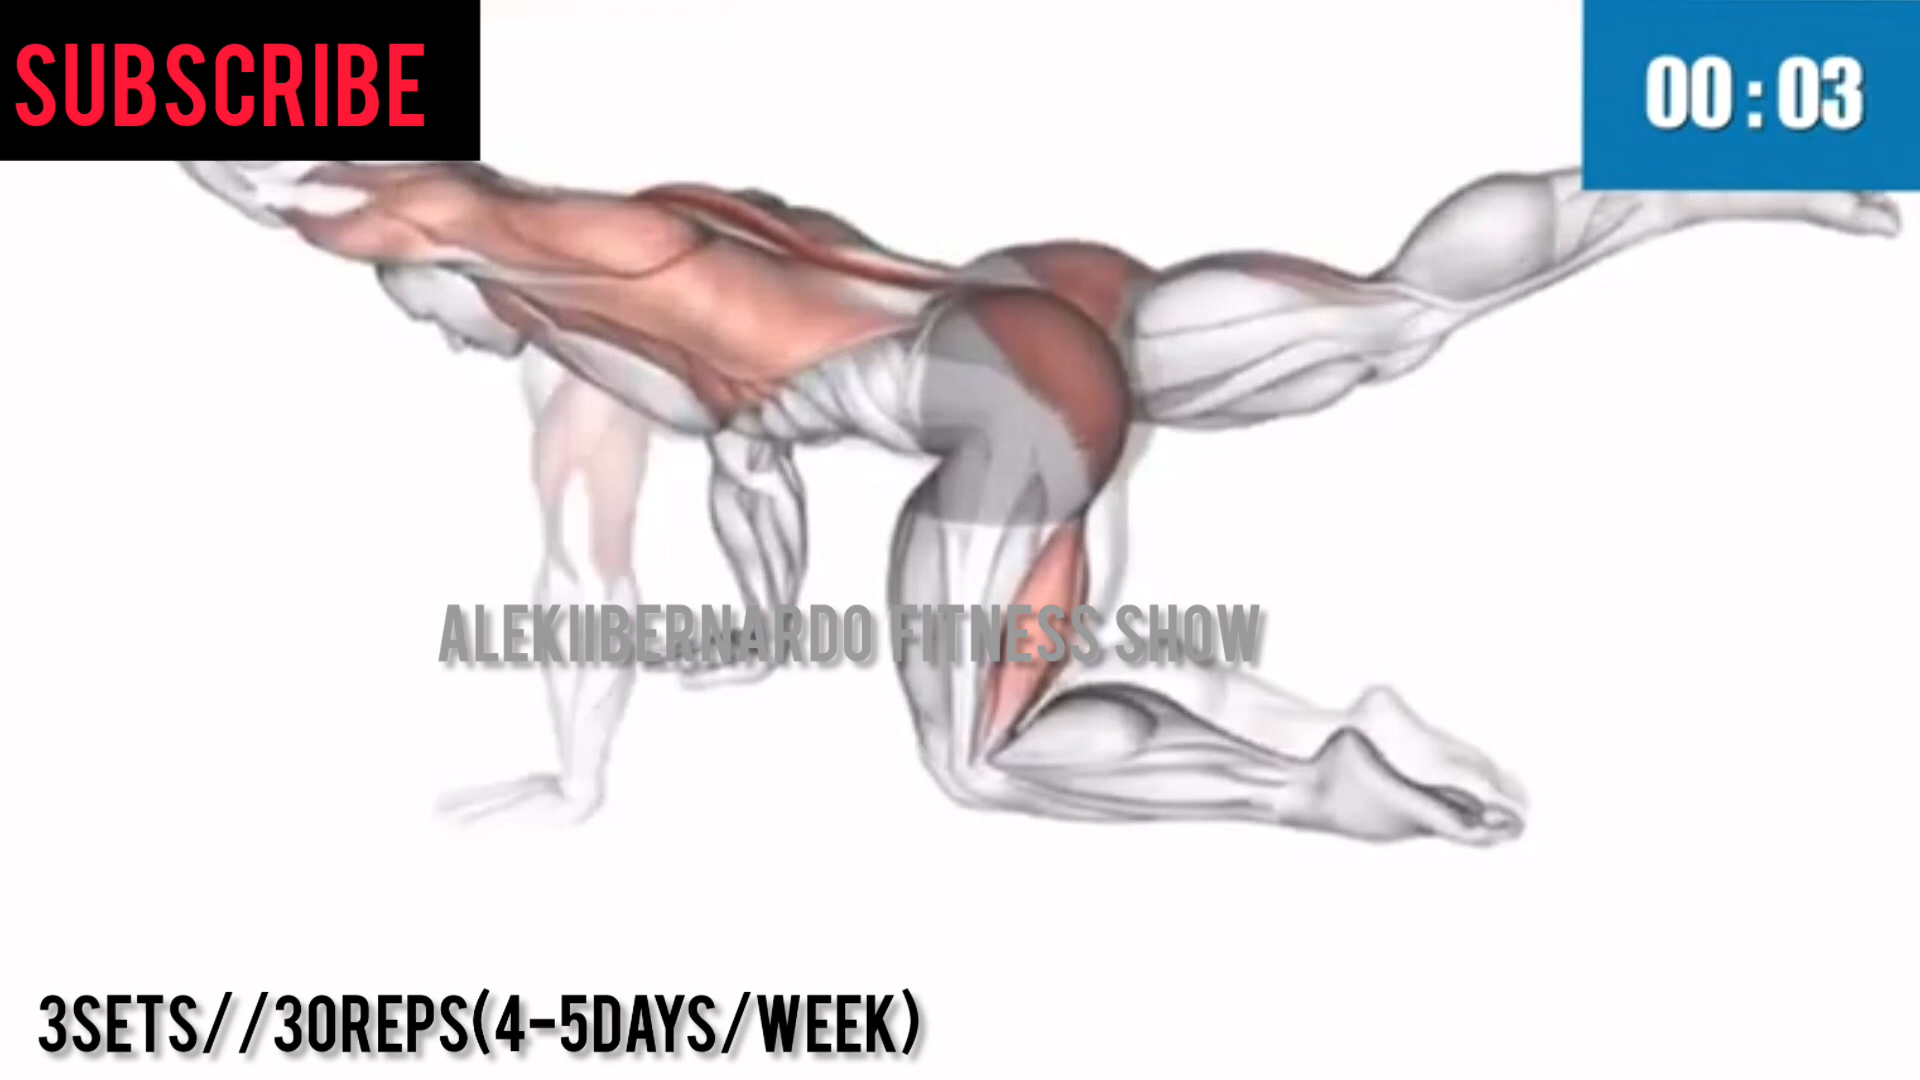 SUBSCRIBE
00:03
ALEKIIBERNARDO FITNESS SHOW
3SETS//30REPS(4-5DAYS/WEEK)